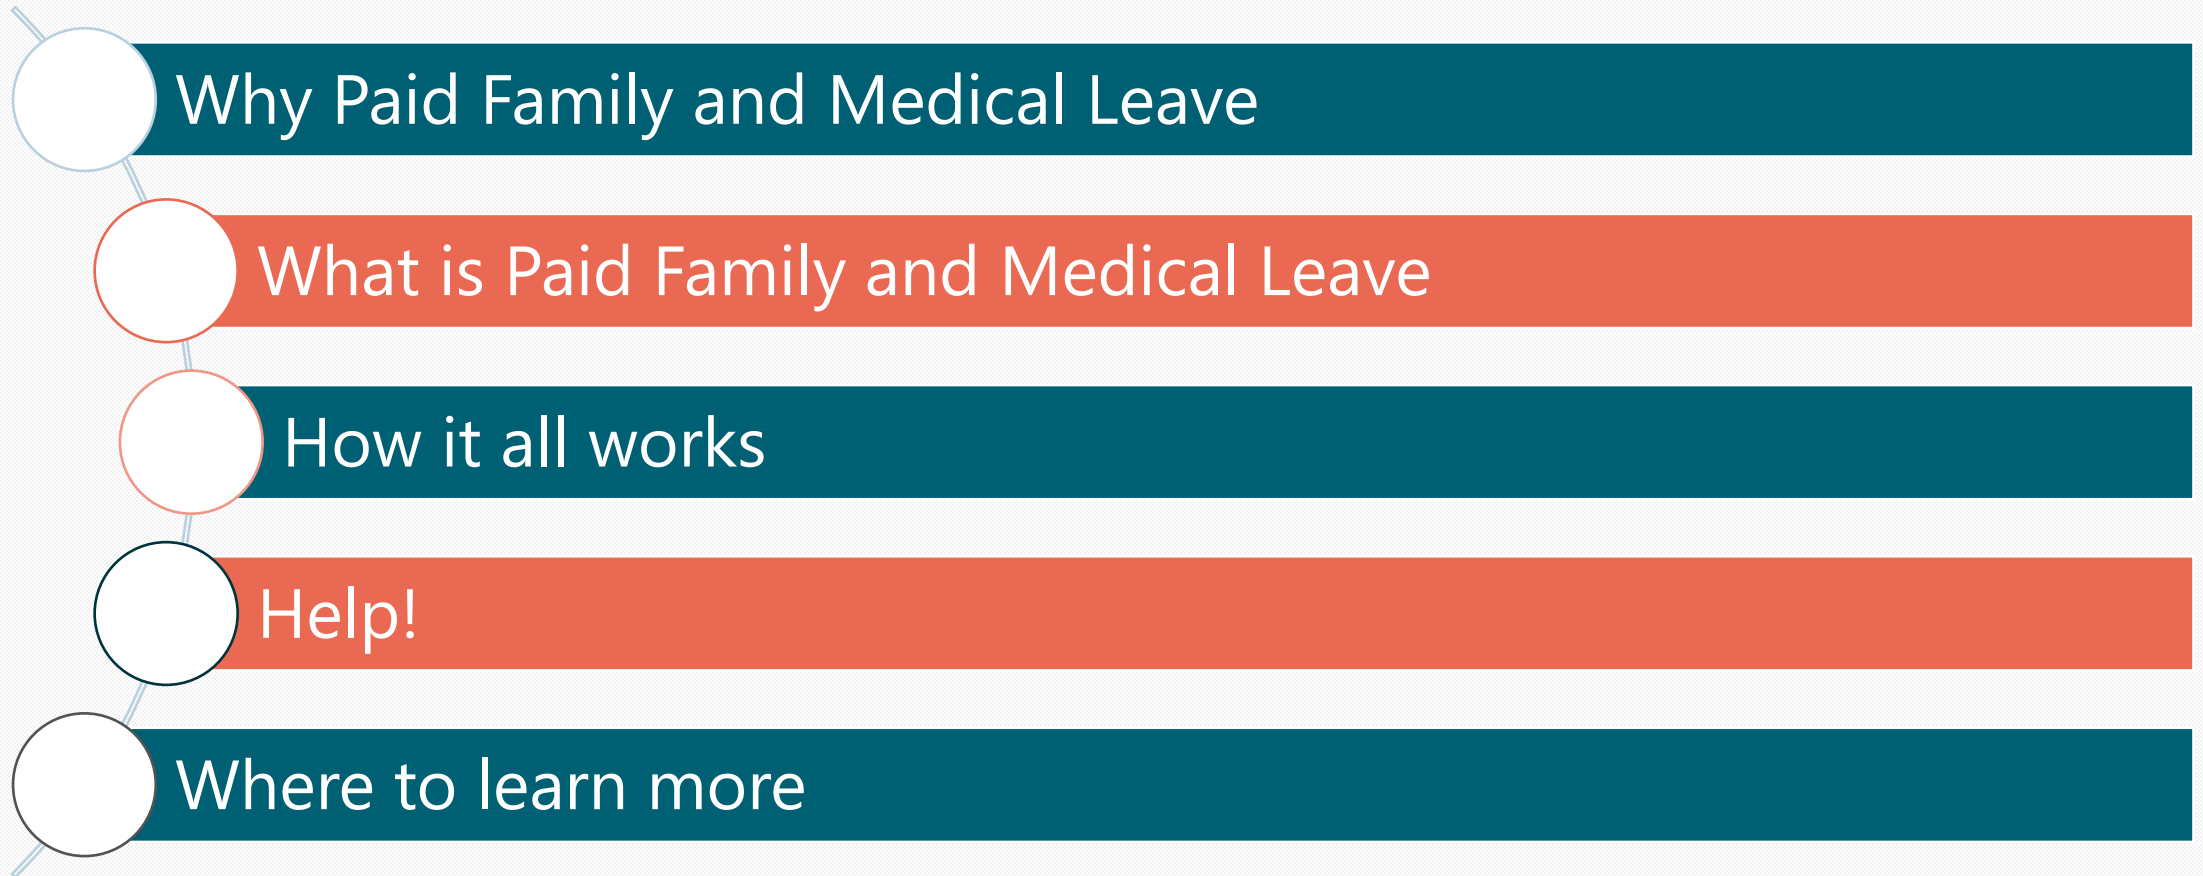 Why Paid Family and Medical Leave
What is Paid Family and Medical Leave
How it all works
Help!
Where to learn more